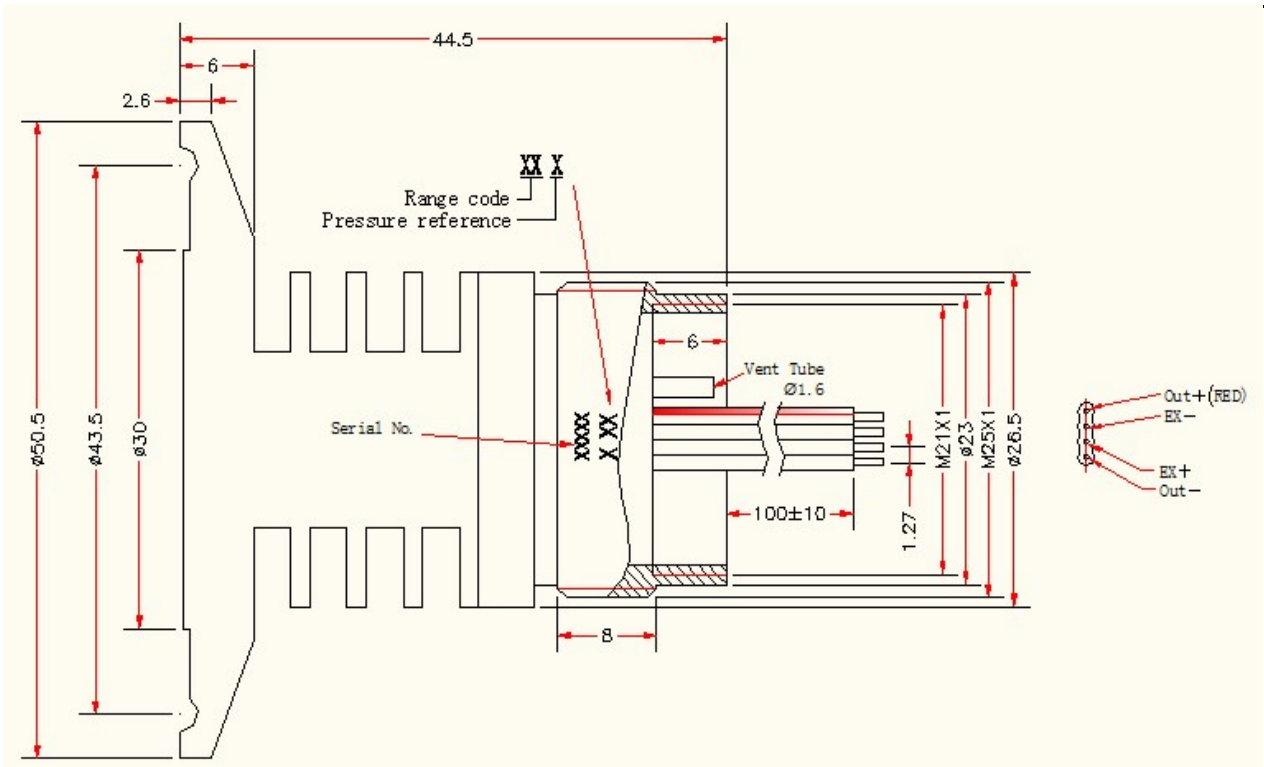 44.5
6
2.6
XX X
Range code
Pressure reference
Ø50.5
Ø43.5
Ø30
6
Vent Tube
Ø1.6
Serial No.
XXXX
X XX
M21X1
Ø23
M25X1
Ø26.5
Out+(RED)
EX-
EX+
Out-
100±10
1.27
8